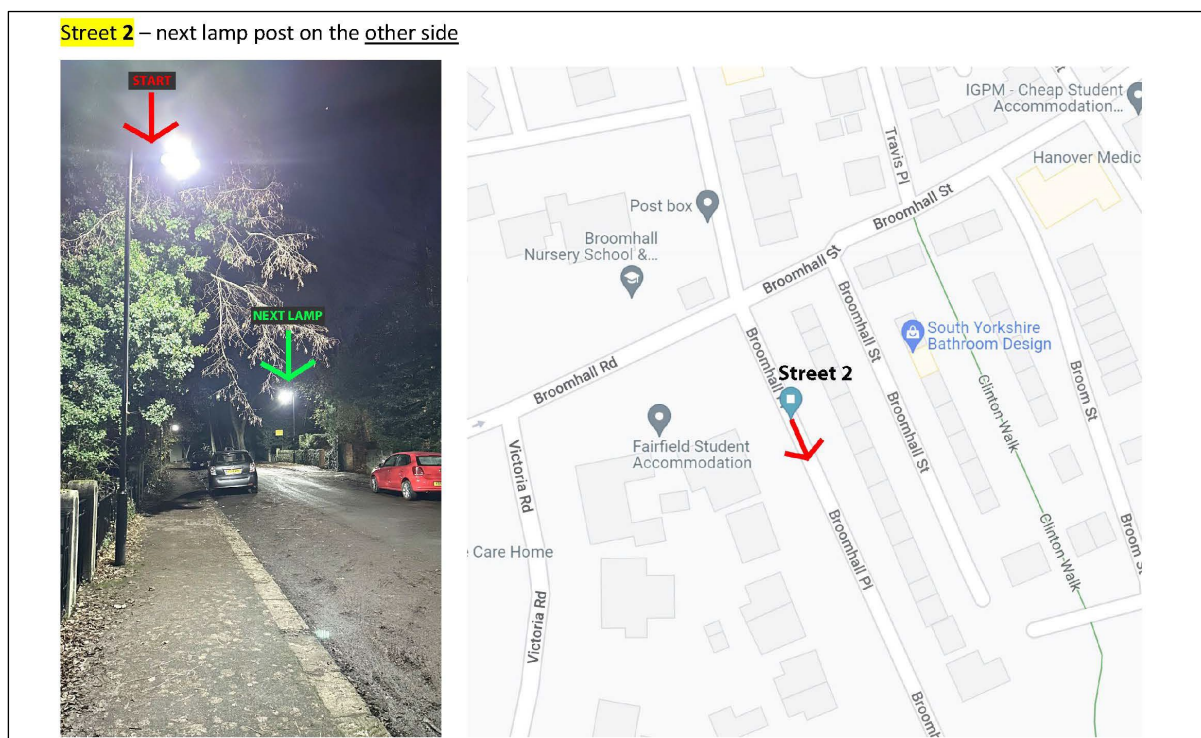 Street 2 – next lamp post on the other side
START
NEXT LAMP
IGPM - Cheap Student
Accommodation...
Hanover Medic
Travis Pl
Broomhall St
Post box
Broomhall
Nursery School &...
Broomhall St
Broomhall St
South Yorkshire
Bathroom Design
Broomhall Rd
Street 2
Clinton-Walk
Broom St
Fairfield Student
Accommodation
Victoria Rd
Broomhall St
Clinton-Walk
Broom St
Care Home
Broomhall Pl
Victoria Rd